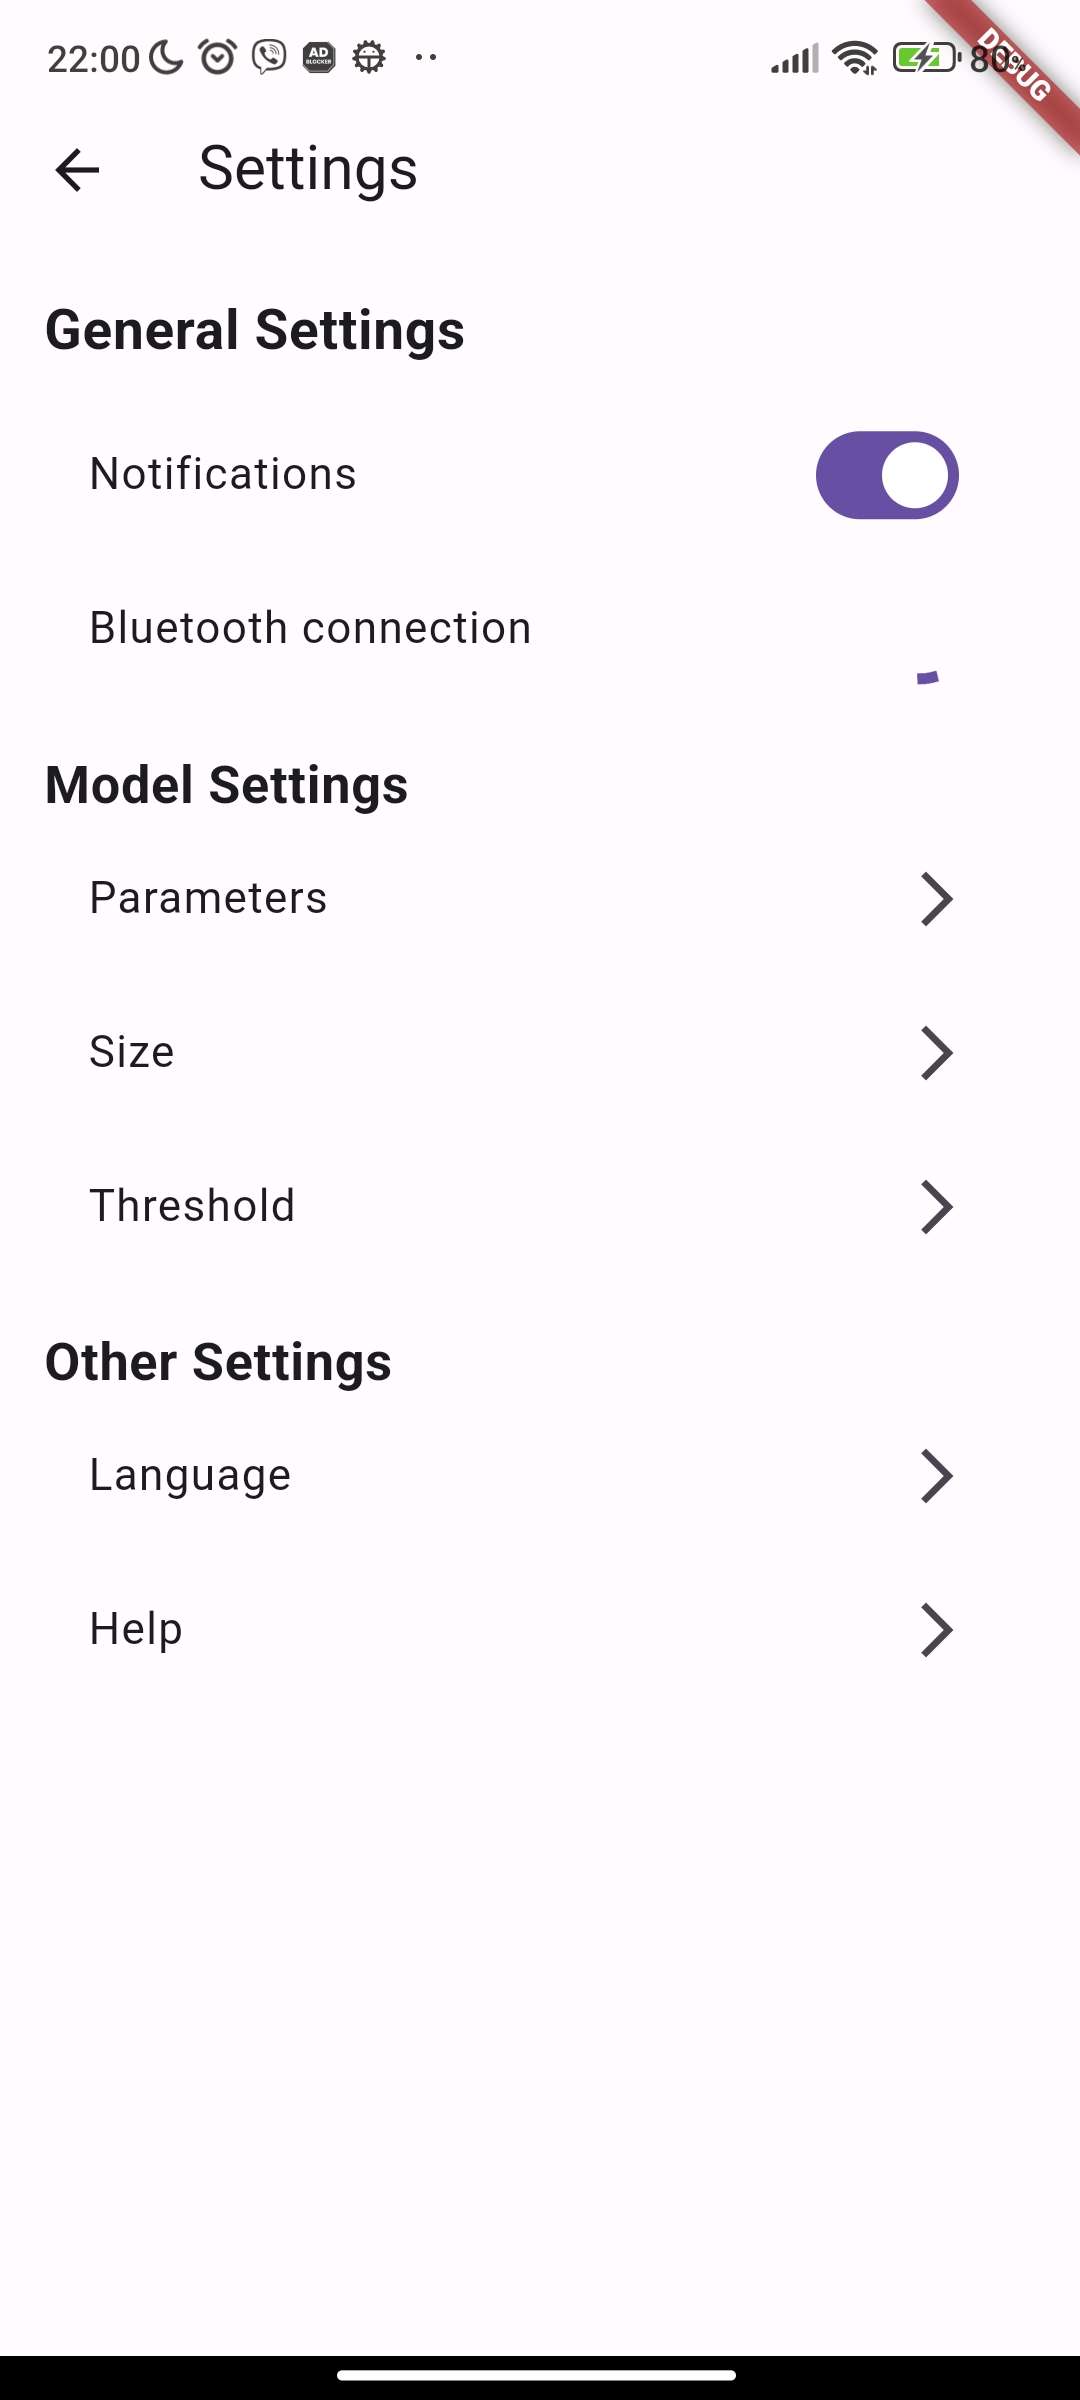 22:00
AD
BLOCKER
80%
DEBUG
Settings
General Settings
Notifications
Bluetooth connection
Model Settings
Parameters
Size
Threshold
Other Settings
Language
Help